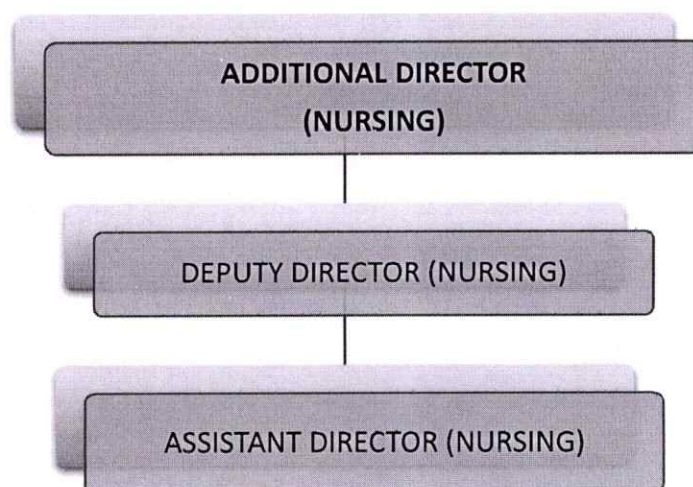 ADDITIONAL DIRECTOR
(NURSING)
DEPUTY DIRECTOR (NURSING)
ASSISTANT DIRECTOR (NURSING)